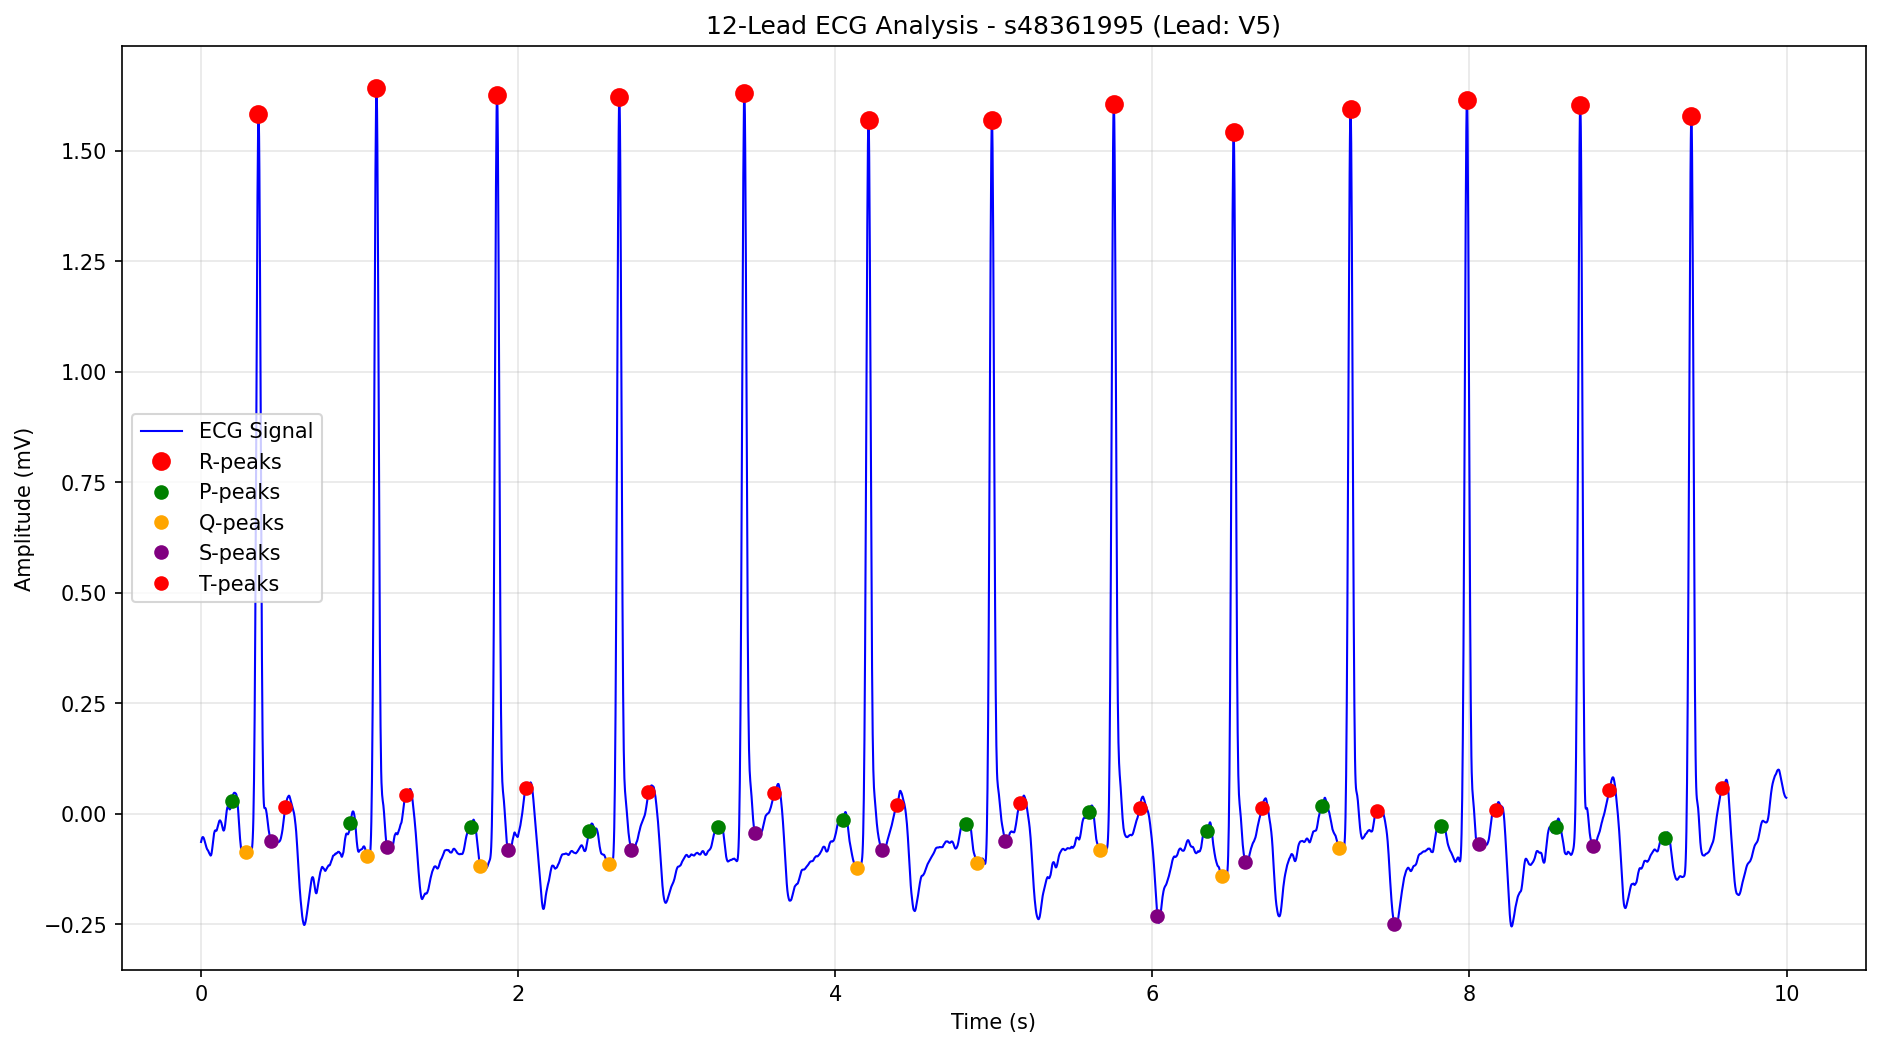 12-Lead ECG Analysis - s48361995 (Lead: V5)
Amplitude (mV)
1.50
1.25
1.00
0.75
0.50
0.25
0.00
−0.25
ECG Signal
R-peaks
P-peaks
Q-peaks
S-peaks
T-peaks
0 2 4 6 8 10
Time (s)